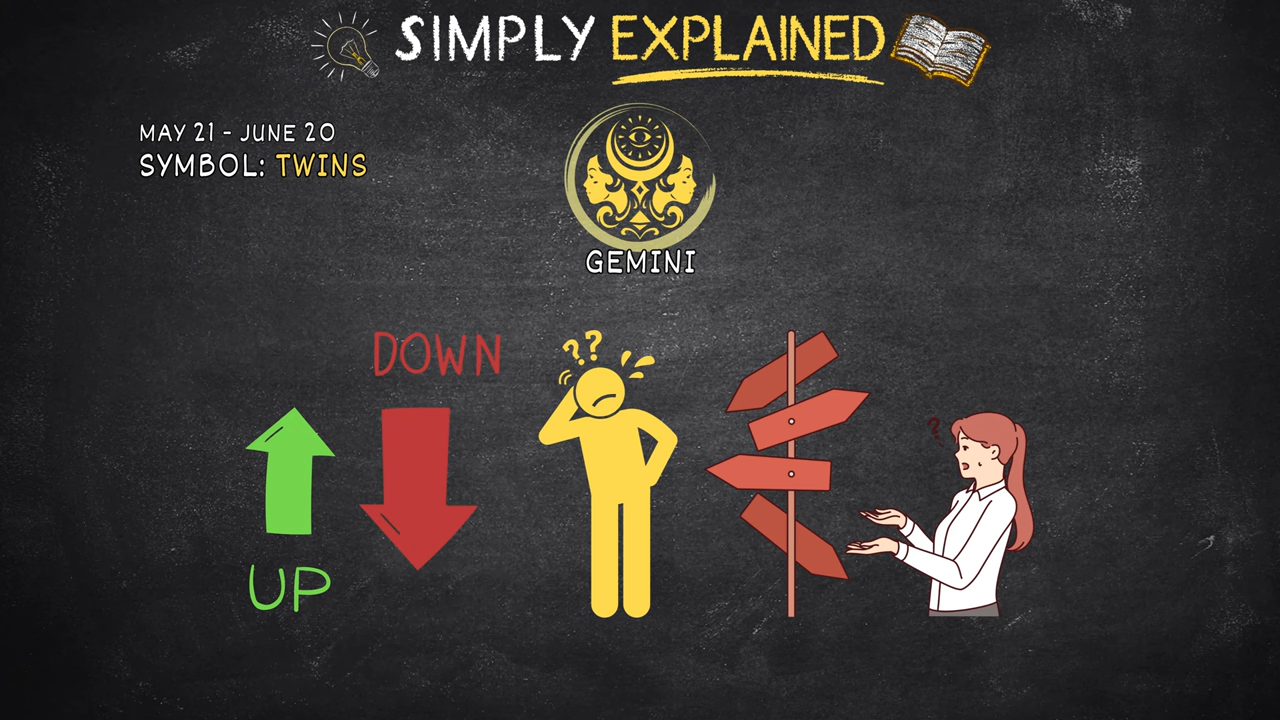 SIMPLY EXPLAINED
MAY 21 - JUNE 20
SYMBOL: TWINS
GEMINI
DOWN
UP
??
?